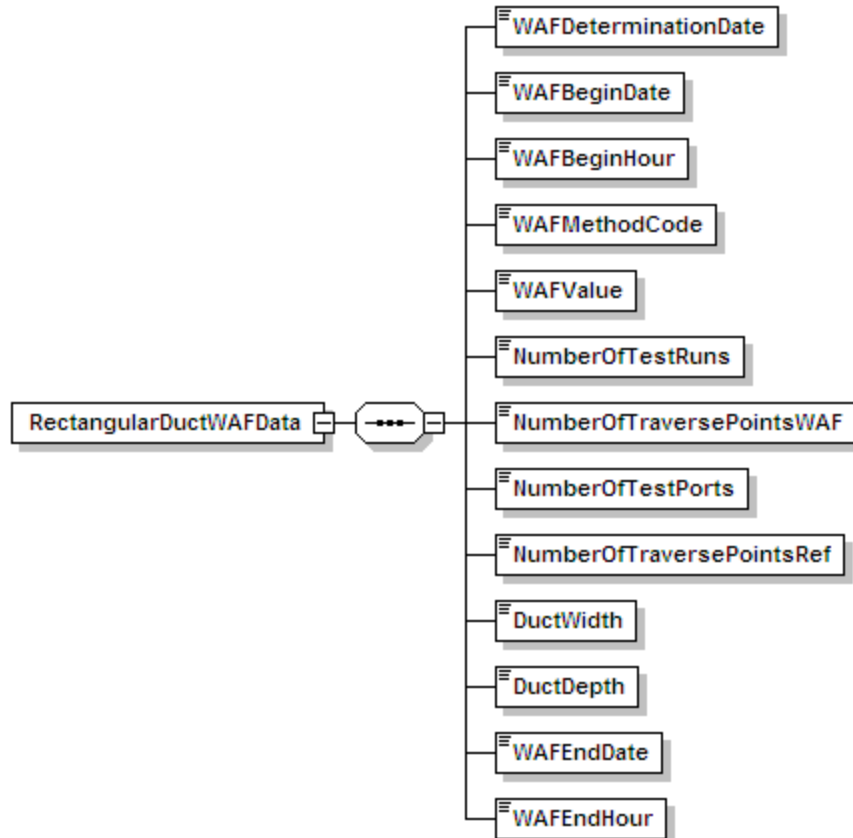 WAFDeterminationDate
WAFBeginDate
WAFBeginHour
WAFMethodCode
WAFValue
NumberOfTestRuns
RectangularDuctWAFData
NumberOfTraversePointsWAF
NumberOfTestPorts
NumberOfTraversePointsRef
DuctWidth
DuctDepth
WAFEndDate
WAFEndHour